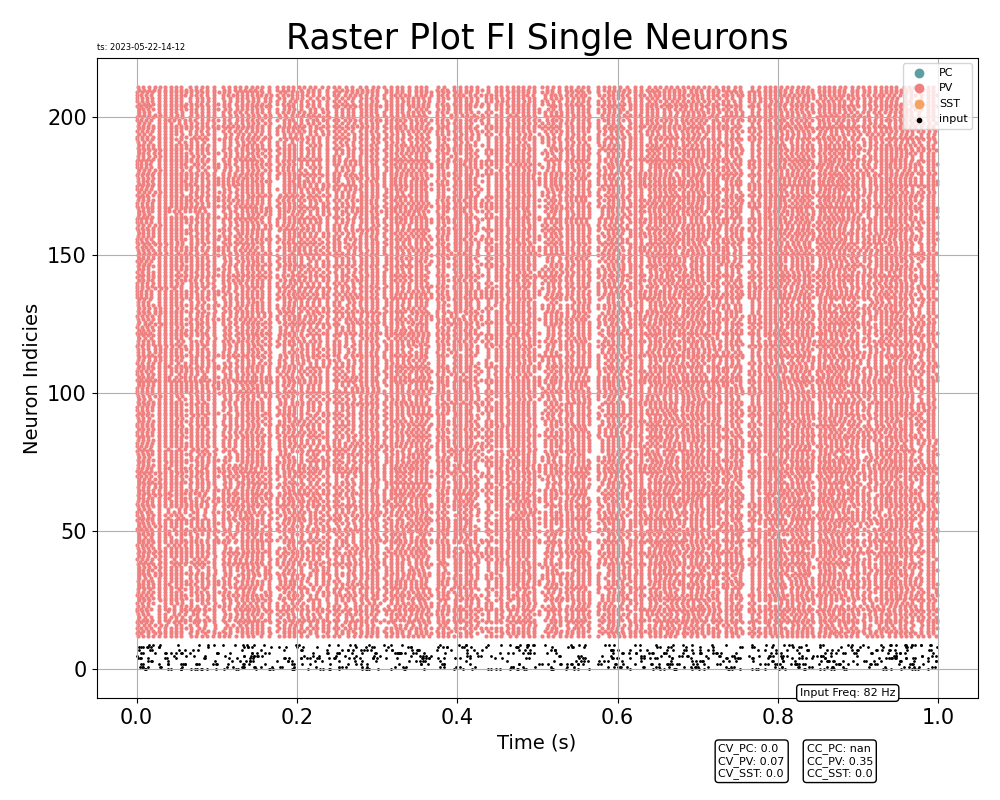 Raster Plot FI Single Neurons
ts: 2023-05-22-14-12
PC
PV
SST
input
200
150
100
50
0
Neuron Indicies
0.0 0.2 0.4 0.6 0.8 1.0
Time (s)
Input Freq: 82 Hz
CV_PC: 0.0
CV_PV: 0.07
CV_SST: 0.0
CC_PC: nan
CC_PV: 0.35
CC_SST: 0.0